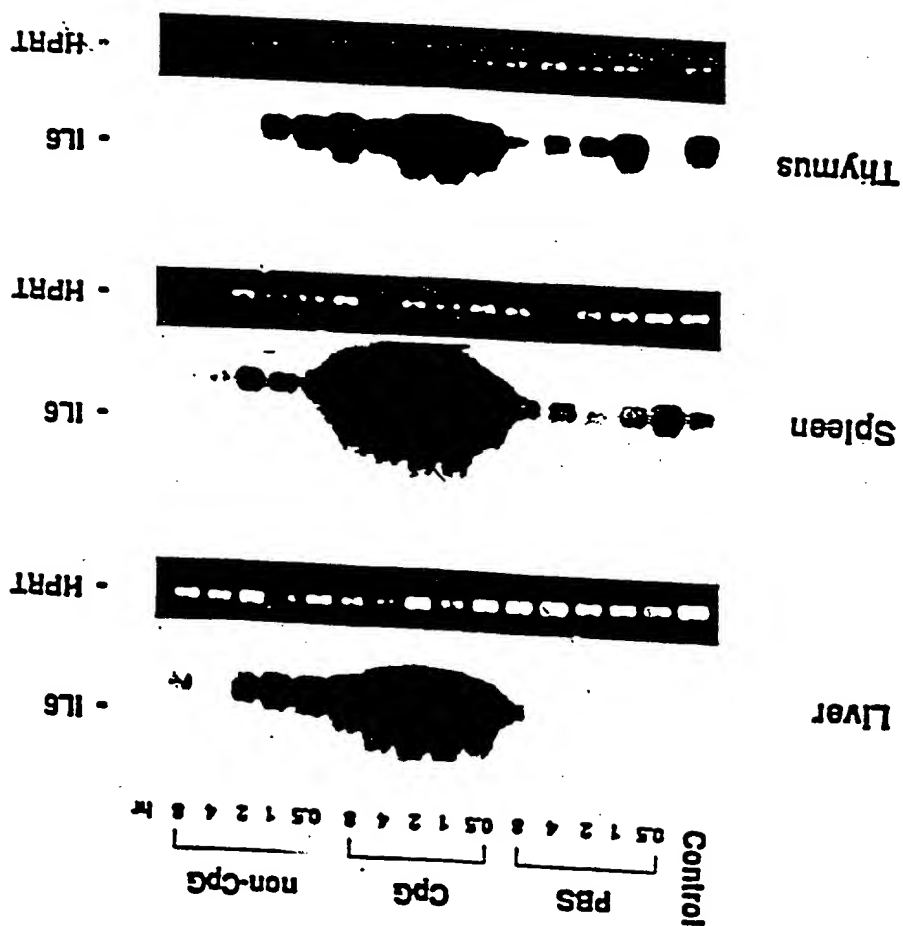 Control
PBS CpG non-CpG
0.5 1 2 4 8 0.5 1 2 4 8 0.5 1 2 4 8 hr
Liver - IL6
- HPRT
Spleen - IL6
- HPRT
Thymus - IL6
- HPRT